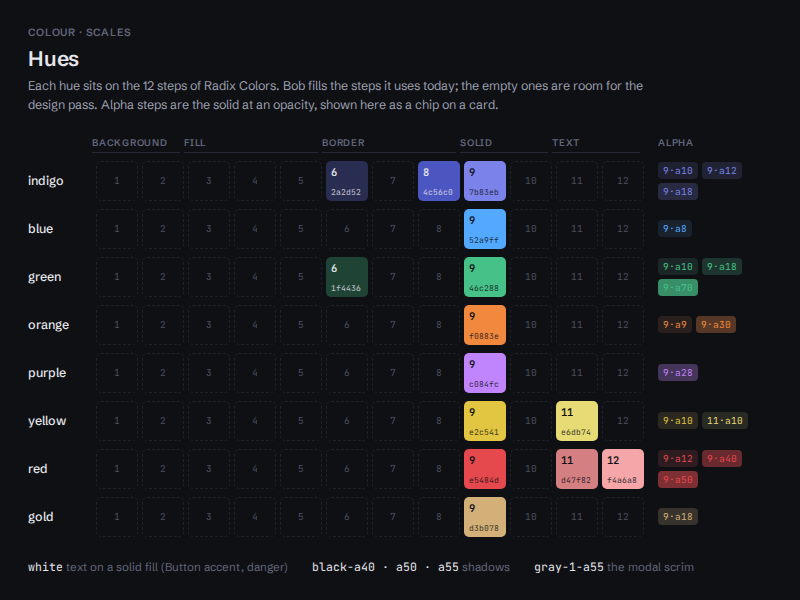 COLOUR · SCALES
Hues
Each hue sits on the 12 steps of Radix Colors. Bob fills the steps it uses today; the empty ones are room for the
design pass. Alpha steps are the solid at an opacity, shown here as a chip on a card.
BACKGROUND FILL BORDER SOLID TEXT ALPHA
indigo 1 2 3 4 5 6 2a2d52 7 8 4c56c0 9 7b83eb 10 11 12 9·a10 9·a12
9·a18
blue 1 2 3 4 5 6 7 8 9 52a9ff 10 11 12 9·a8
green 1 2 3 4 5 6 1f4436 7 8 9 46c288 10 11 12 9·a10 9·a18
9·a70
orange 1 2 3 4 5 6 7 8 9 f0883e 10 11 12 9·a9 9·a30
purple 1 2 3 4 5 6 7 8 9 c084fc 10 11 12 9·a28
yellow 1 2 3 4 5 6 7 8 9 e2c541 10 11 e6db74 12 9·a10 11·a10
red 1 2 3 4 5 6 7 8 9 e5484d 10 11 d47f82 12 f4a6a8 9·a12 9·a40
9·a50
gold 1 2 3 4 5 6 7 8 9 d3b078 10 11 12 9·a18
white text on a solid fill (Button accent, danger) black-a40 · a50 · a55 shadows gray-1-a55 the modal scrim